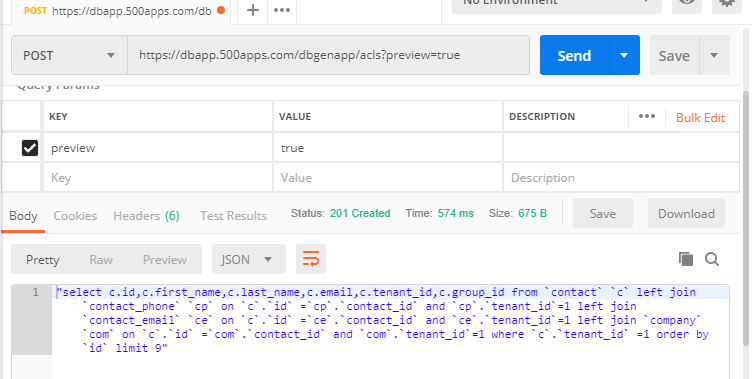 POST https://dbapp.500apps.com/db
No Environment
POST https://dbapp.500apps.com/dbgenapp/acls?preview=true Send Save
Query Params
KEY VALUE DESCRIPTION Bulk Edit
preview true
Key Value Description
Body Cookies Headers (6) Test Results Status: 201 Created Time: 574 ms Size: 675 B Save Download
Pretty Raw Preview JSON
1 "select c.id,c.first_name,c.last_name,c.email,c.tenant_id,c.group_id from `contact` `c` left join
`contact_phone` `cp` on `c`.`id` =`cp`.`contact_id` and `cp`.`tenant_id`=1 left join
`contact_email` `ce` on `c`.`id` =`ce`.`contact_id` and `ce`.`tenant_id`=1 left join `company`
`com` on `c`.`id` =`com`.`contact_id` and `com`.`tenant_id`=1 where `c`.`tenant_id` =1 order by
`id` limit 9"